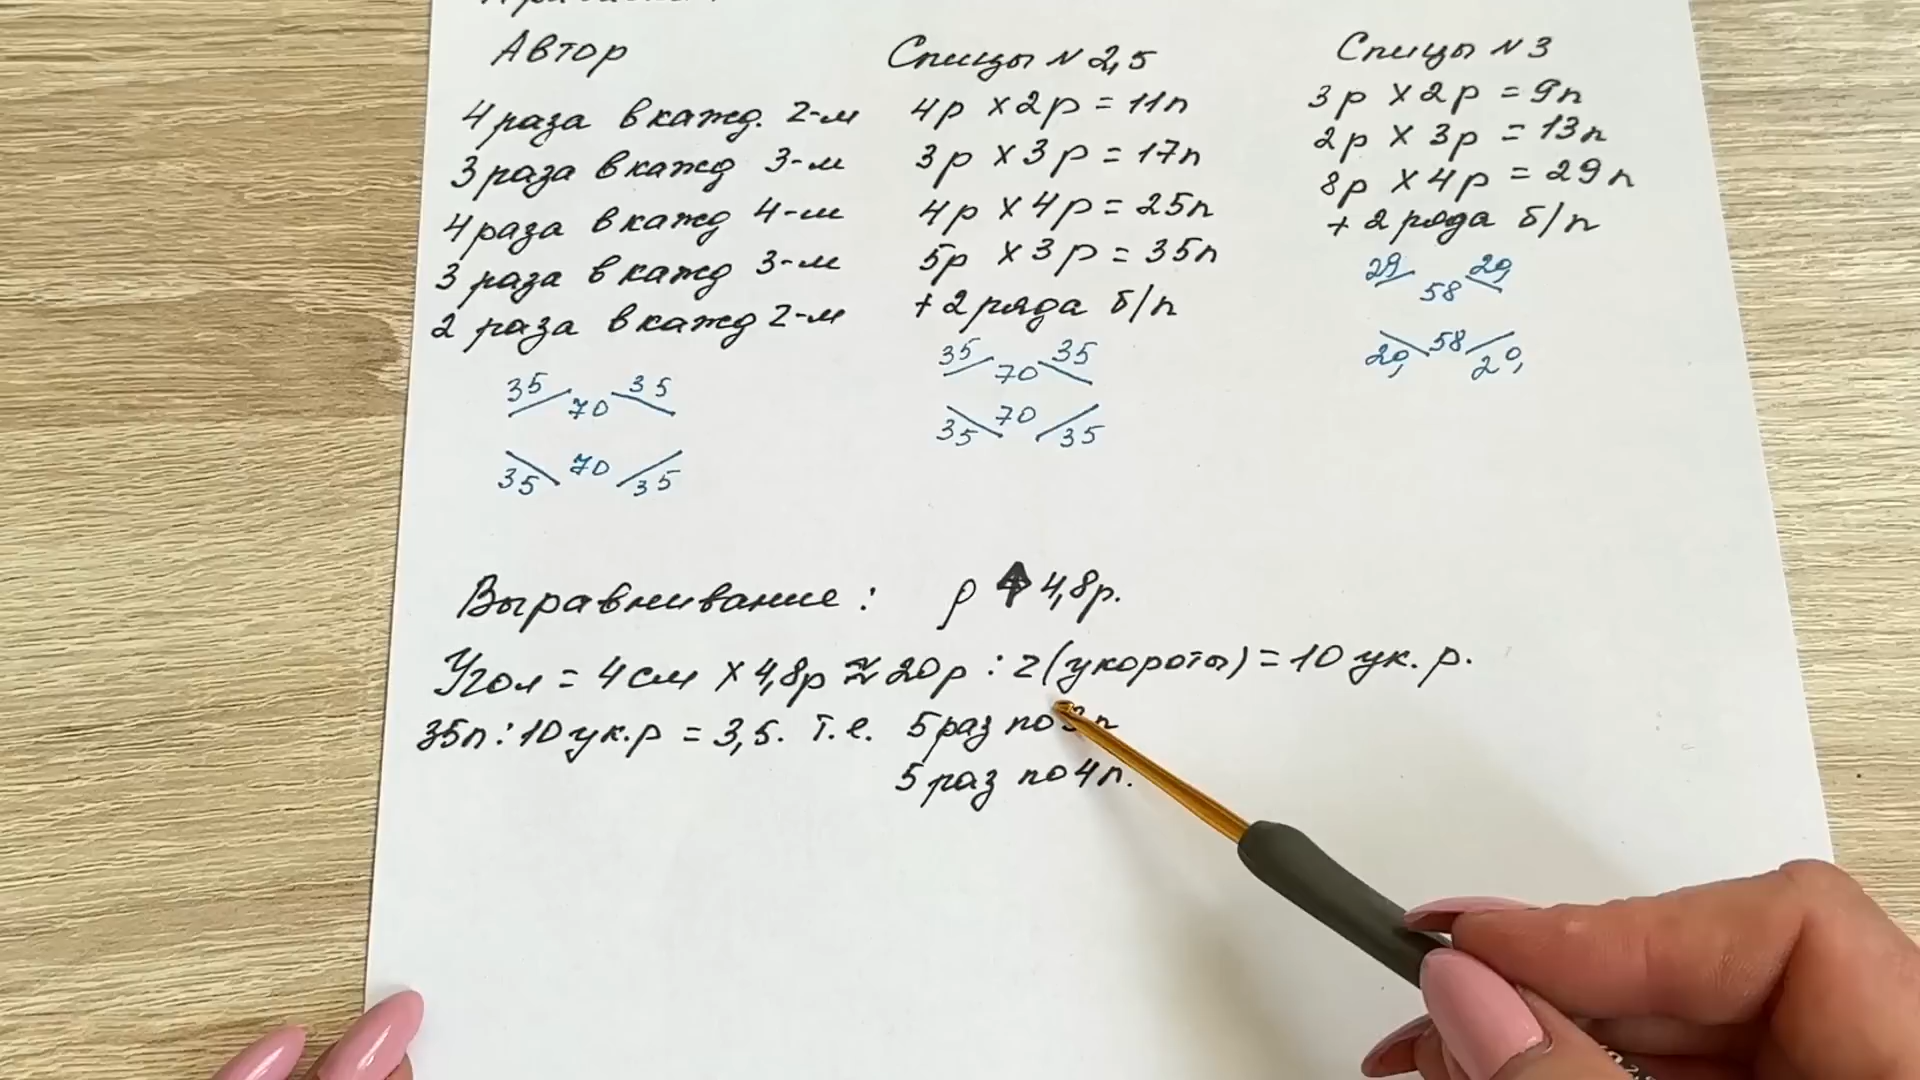 Автор
4 раза в кажд. 2-м
3 раза в кажд 3-м
4 раза в кажд 4-м
3 раза в кажд 3-м
2 раза в кажд 2-м
35 70 35
35 70 35
Спицы N 2,5
4р x 2р = 11п
3р x 3р = 17п
4р x 4р = 25п
5р x 3р = 35п
+ 2 ряда б/п
35 70 35
35 70 35
Спицы N 3
3р x 2р = 9п
2р x 3р = 13п
8р x 4р = 29п
+ 2 ряда б/п
29 58 29
29 58 29
Выравнивание: р ↑ 4,8р.
Угол = 4 см x 4,8р ≈ 20р : 2 (укороты) = 10 ук. р.
35п : 10 ук.р = 3,5. т.е. 5 раз по 3п
5 раз по 4п.